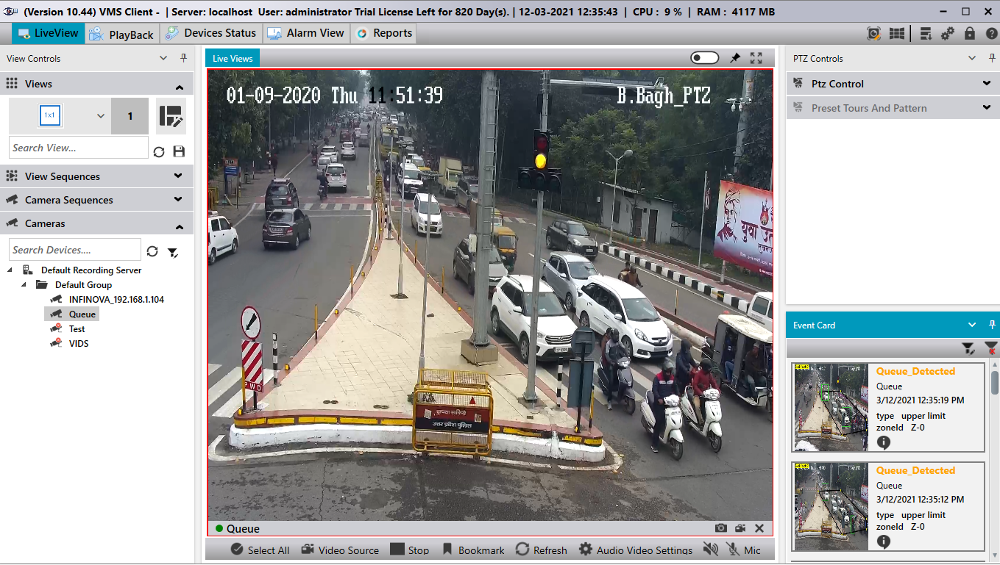 (Version 10.44) VMS Client - | Server: localhost User: administrator Trial License Left for 820 Day(s). | 12-03-2021 12:35:43 | CPU : 9 % | RAM : 4117 MB
LiveView PlayBack Devices Status Alarm View Reports
View Controls
Views
1x1
1
Search View...
View Sequences
Camera Sequences
Cameras
Search Devices....
Default Recording Server
Default Group
INFINOVA_192.168.1.104
Queue
Test
VIDS
Live Views
01-09-2020 Thu 11:51:39
B.Bagh_PTZ
युवा
PWD
कृपया रुकिये
उत्तर प्रदेश पुलिस
Queue
Select All Video Source Stop Bookmark Refresh Audio Video Settings Mic
PTZ Controls
Ptz Control
Preset Tours And Pattern
Event Card
Queue_Detected
Queue
3/12/2021 12:35:19 PM
type upper limit
zoneId Z-0
Queue_Detected
Queue
3/12/2021 12:35:12 PM
type upper limit
zoneId Z-0